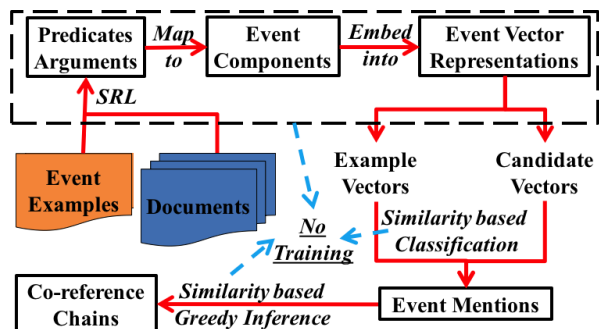 Predicates
Arguments
Map
to
Event
Components
Embed
into
Event Vector
Representations
SRL
Event
Examples
Documents
Example
Vectors
Candidate
Vectors
No
Training
Similarity based
Classification
Co-reference
Chains
Similarity based
Greedy Inference
Event Mentions